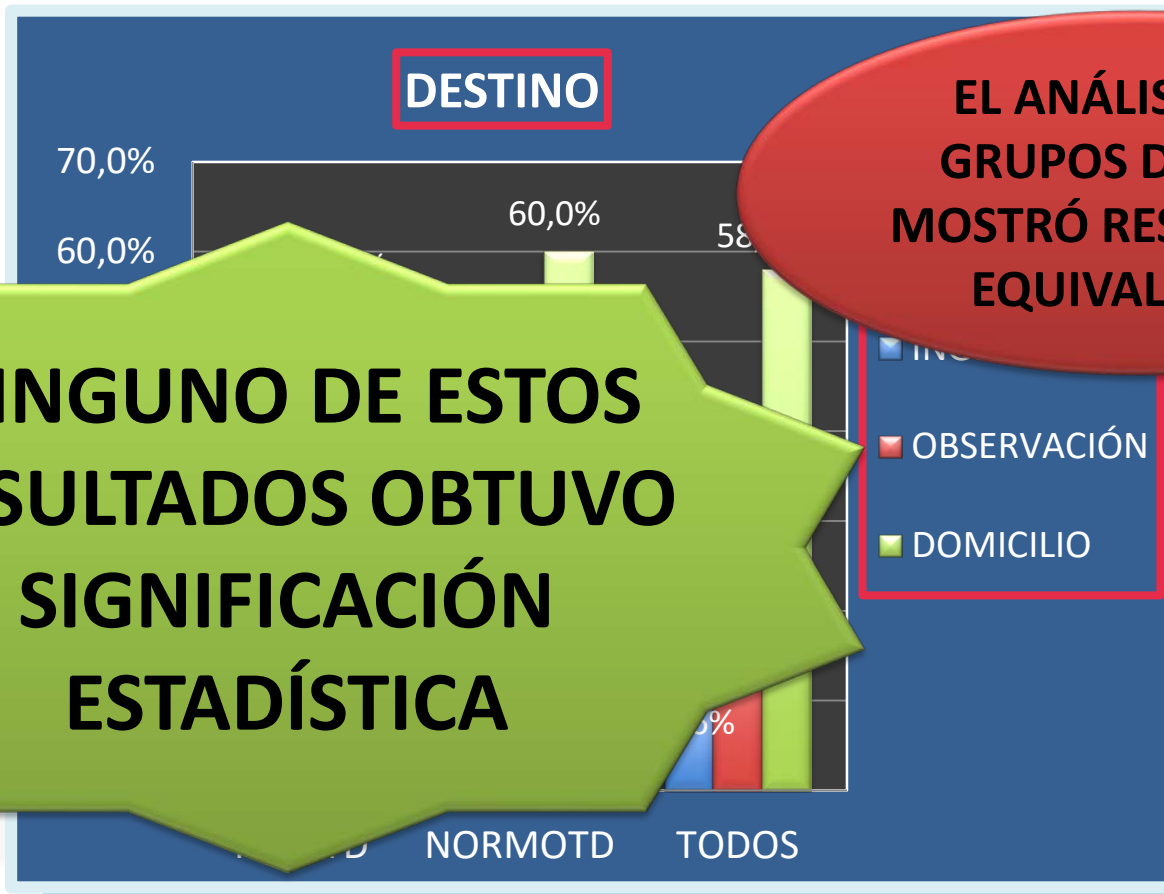 DESTINO
70,0%
60,0%
60,0%
58
EL ANÁLIS
GRUPOS D
MOSTRÓ RES
EQUIVAL
INGUNO DE ESTOS
SULTADOS OBTUVO
SIGNIFICACIÓN
ESTADÍSTICA
OBSERVACIÓN
DOMICILIO
%
NORMOTD
TODOS